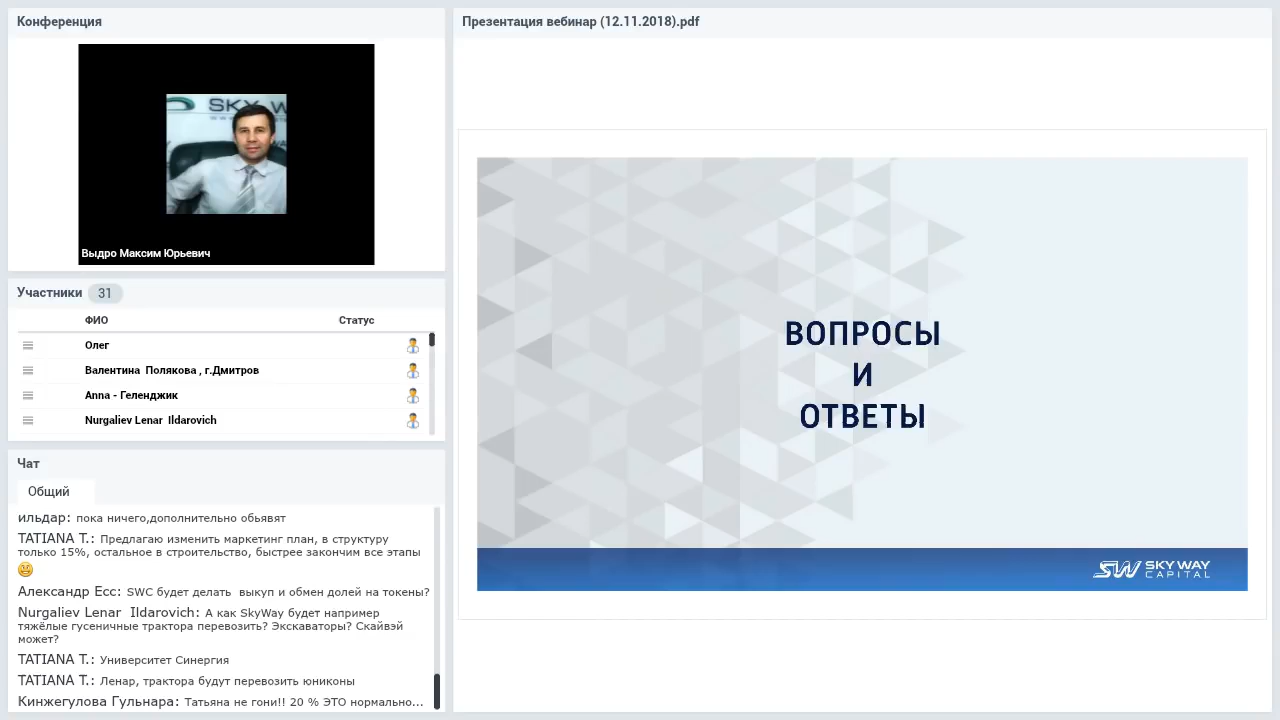 Конференция
Выдро Максим Юрьевич
Участники 31
ФИО Статус
Олег
Валентина Полякова , г.Дмитров
Anna - Геленджик
Nurgaliev Lenar Ildarovich
Чат
Общий
ильдар: пока ничего,дополнительно обьявят
TATIANA T.: Предлагаю изменить маркетинг план, в структуру
только 15%, остальное в строительство, быстрее закончим все этапы
Александр Есс: SWC будет делать выкуп и обмен долей на токены?
Nurgaliev Lenar Ildarovich: А как SkyWay будет например
тяжёлые гусеничные трактора перевозить? Экскаваторы? Скайвэй
может?
TATIANA T.: Университет Синергия
TATIANA T.: Ленар, трактора будут перевозить юниконы
Кинжегулова Гульнара: Татьяна не гони!! 20 % ЭТО нормально...
Презентация вебинар (12.11.2018).pdf
ВОПРОСЫ
И
ОТВЕТЫ
SW SKY WAY
CAPITAL